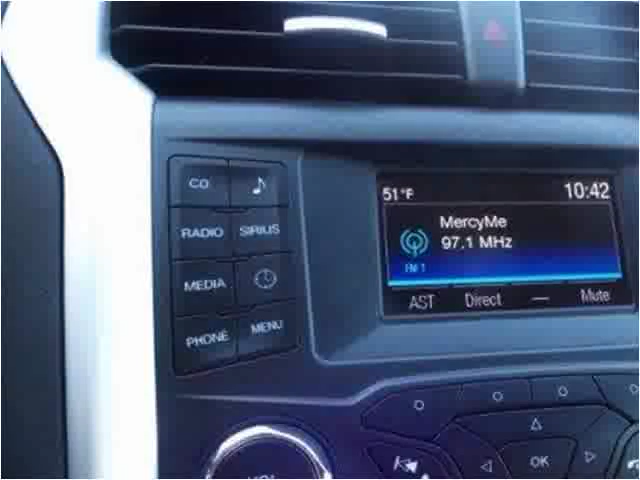 CD
RADIO SIRIUS
MEDIA
PHONE MENU
51°F 10:42
MercyMe
97.1 MHz
FM 1
AST Direct — Mute
OK